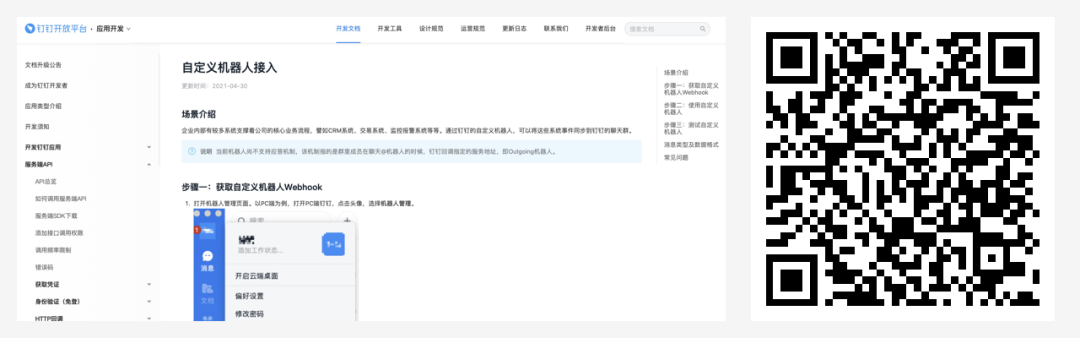 钉钉开放平台 · 应用开发
开发文档 开发工具 设计规范 运营规范 更新日志 联系我们 开发者后台 搜索文档
文档升级公告
成为钉钉开发者
应用类型介绍
开发须知
开发钉钉应用
服务端API
API总览
如何调用服务端API
服务端SDK下载
添加接口调用权限
调用频率限制
错误码
获取凭证
身份验证（免登）
HTTP回调
自定义机器人接入
更新时间：2021-04-30
场景介绍
企业内部有较多系统支撑着公司的核心业务流程，譬如CRM系统、交易系统、监控报警系统等等。通过钉钉的自定义机器人，可以将这些系统事件同步到钉钉的聊天群。
说明 当前机器人尚不支持应答机制，该机制指的是群里成员在聊天@机器人的时候，钉钉回调指定的服务地址，即Outgoing机器人。
步骤一：获取自定义机器人Webhook
1. 打开机器人管理页面。以PC端为例，打开PC端钉钉，点击头像，选择机器人管理。
搜索
1
添加工作状态...
消息
开启云端桌面
文档
偏好设置
修改密码
场景介绍
步骤一：获取自定义
机器人Webhook
步骤二：使用自定义
机器人
步骤三：测试自定义
机器人
消息类型及数据格式
常见问题